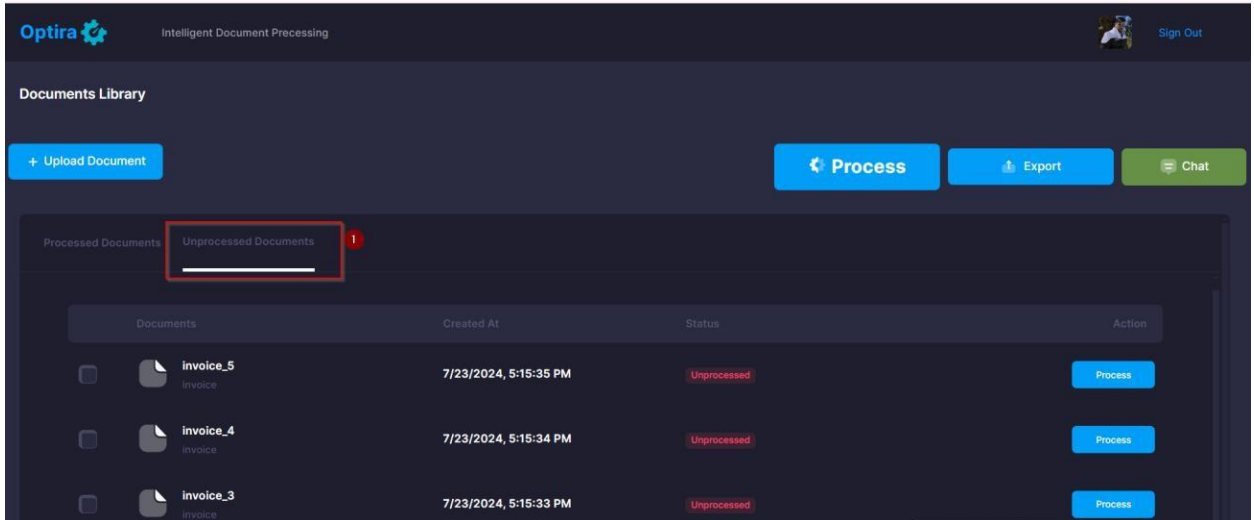 Optira Intelligent Document Precessing Sign Out
Documents Library
+ Upload Document Process Export Chat
Processed Documents Unprocessed Documents 1
Documents Created At Status Action
invoice_5 7/23/2024, 5:15:35 PM Unprocessed Process
invoice
invoice_4 7/23/2024, 5:15:34 PM Unprocessed Process
invoice
invoice_3 7/23/2024, 5:15:33 PM Unprocessed Process
invoice